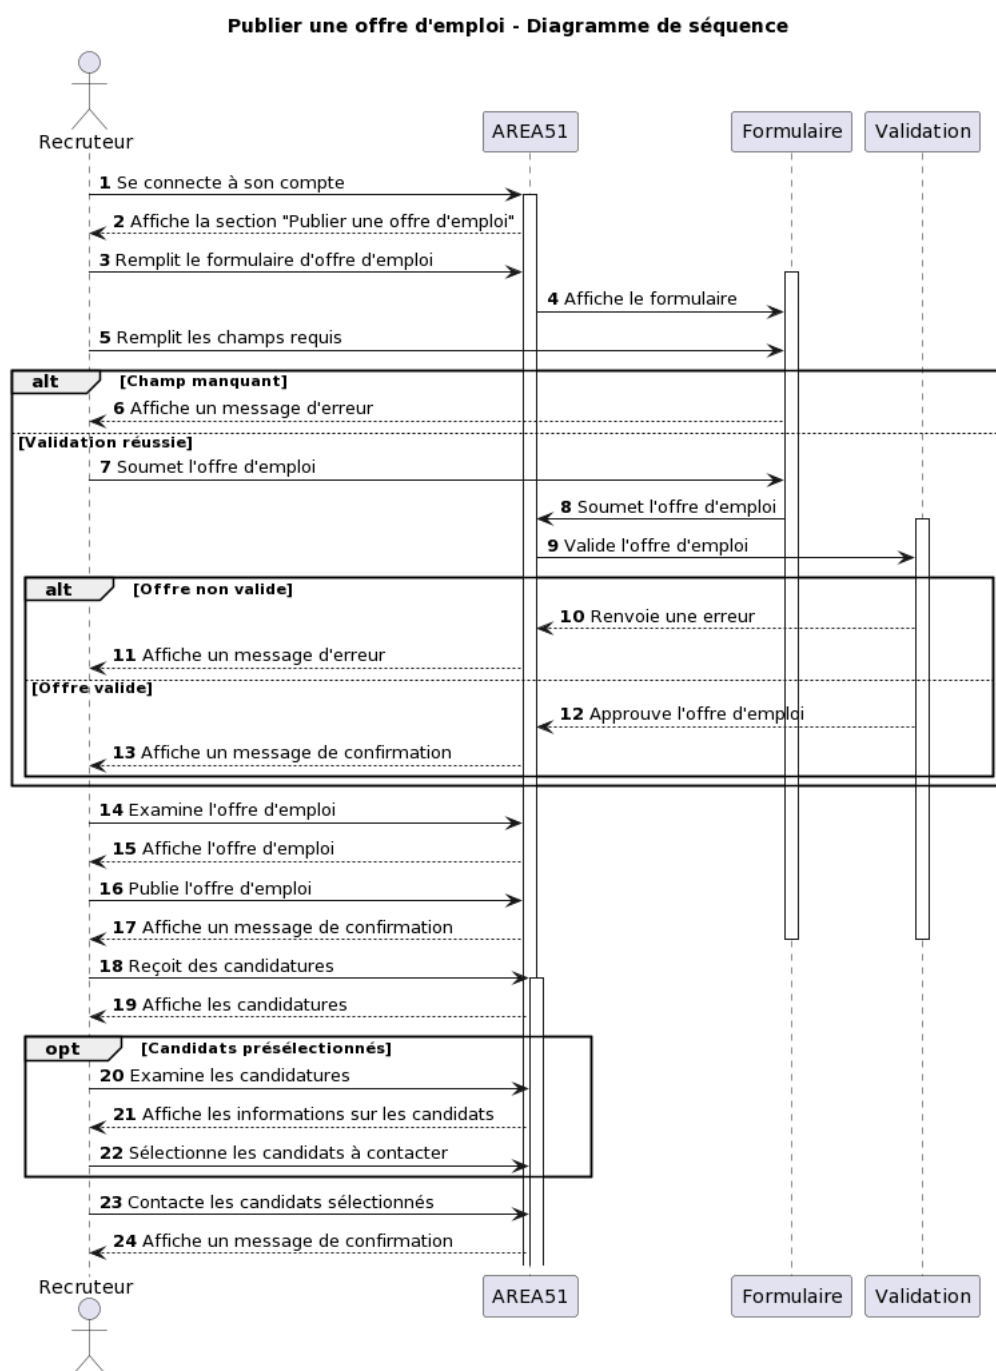 Publier une offre d'emploi - Diagramme de séquence
Recruteur
AREA51
Formulaire
Validation
1 Se connecte à son compte
2 Affiche la section "Publier une offre d'emploi"
3 Remplit le formulaire d'offre d'emploi
4 Affiche le formulaire
5 Remplit les champs requis
alt [Champ manquant]
6 Affiche un message d'erreur
[Validation réussie]
7 Soumet l'offre d'emploi
8 Soumet l'offre d'emploi
9 Valide l'offre d'emploi
alt [Offre non valide]
10 Renvoie une erreur
11 Affiche un message d'erreur
[Offre valide]
12 Approuve l'offre d'emploi
13 Affiche un message de confirmation
14 Examine l'offre d'emploi
15 Affiche l'offre d'emploi
16 Publie l'offre d'emploi
17 Affiche un message de confirmation
18 Reçoit des candidatures
19 Affiche les candidatures
opt [Candidats présélectionnés]
20 Examine les candidatures
21 Affiche les informations sur les candidats
22 Sélectionne les candidats à contacter
23 Contacte les candidats sélectionnés
24 Affiche un message de confirmation
Recruteur
AREA51
Formulaire
Validation